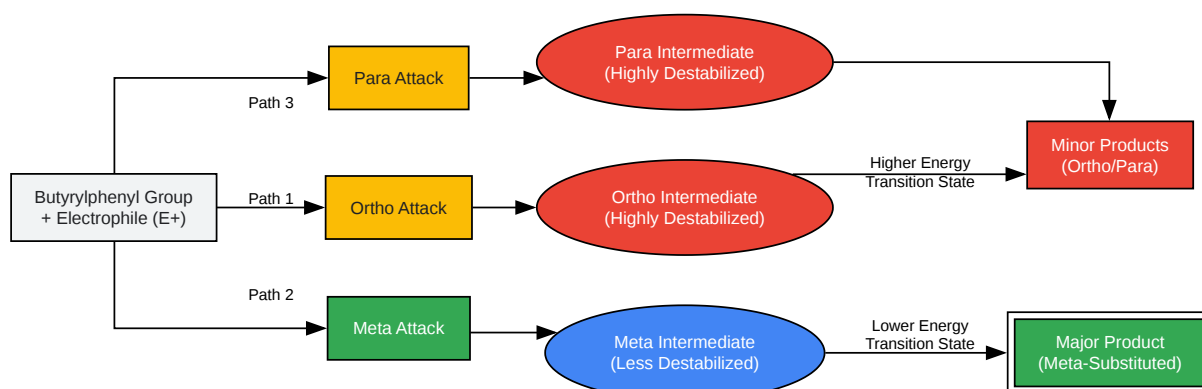 Para Intermediate
(Highly Destabilized)
Para Attack
Path 3
Minor Products
(Ortho/Para)
Higher Energy
Transition State
Butyrylphenyl Group
+ Electrophile (E+)
Path 1
Ortho Attack
Ortho Intermediate
(Highly Destabilized)
Path 2
Meta Attack
Meta Intermediate
(Less Destabilized)
Lower Energy
Transition State
Major Product
(Meta-Substituted)